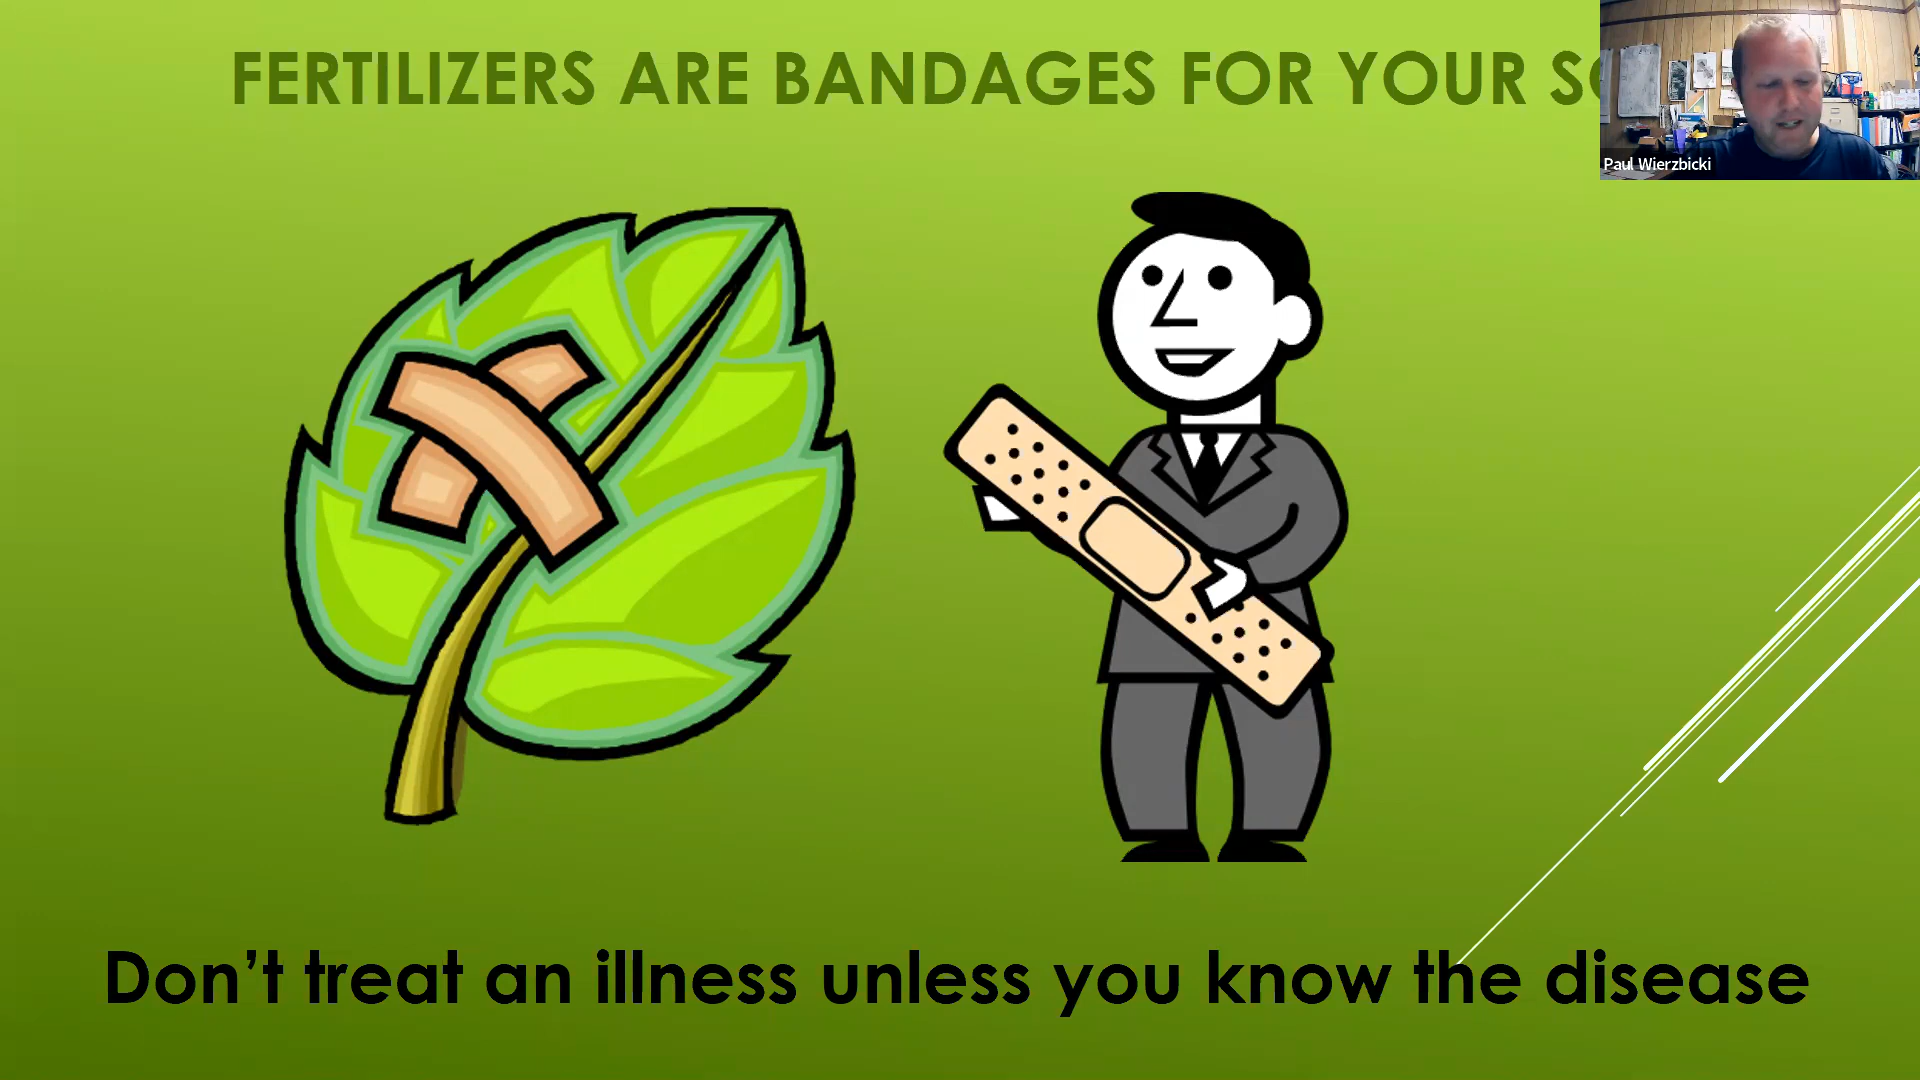 FERTILIZERS ARE BANDAGES FOR YOUR
Paul Wierzbicki
Don't treat an illness unless you know the disease